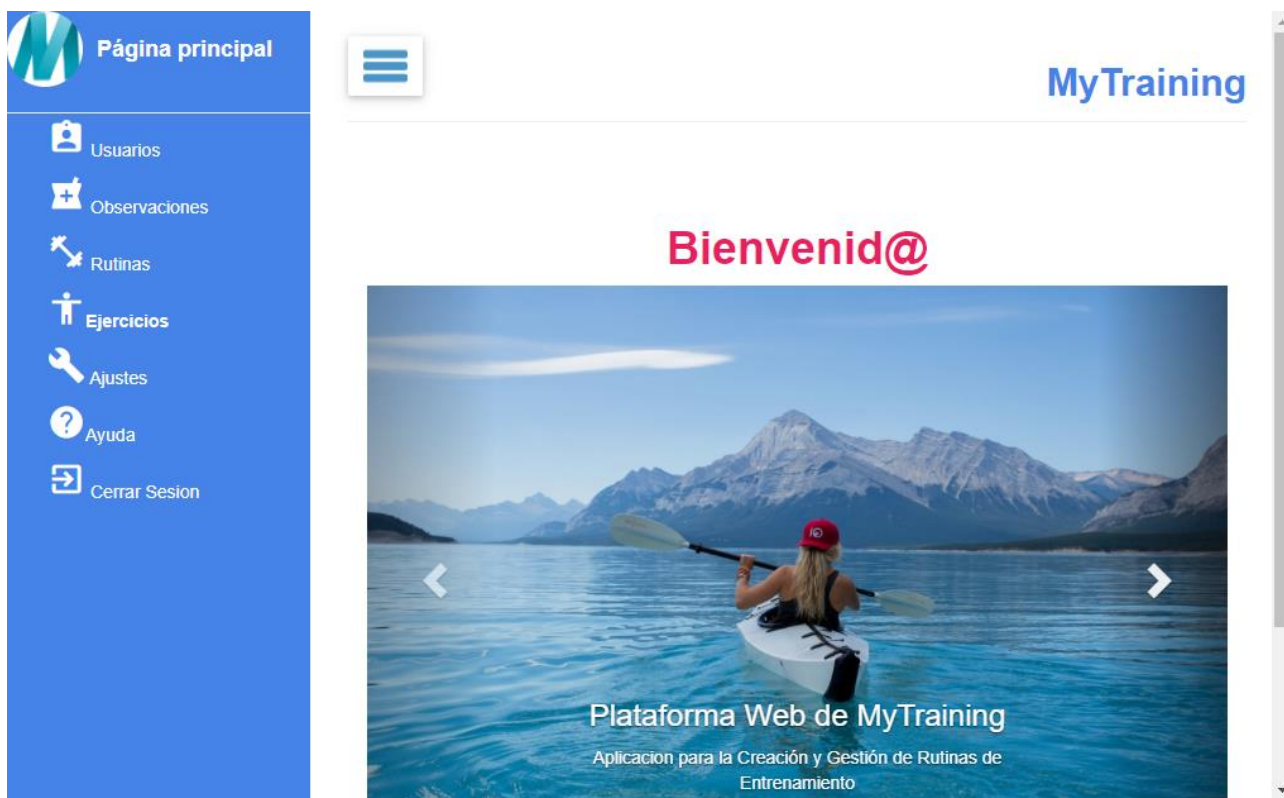 Página principal
MyTraining
Usuarios
Observaciones
Rutinas
Ejercicios
Ajustes
Ayuda
Cerrar Sesion
Bienvenid@
Plataforma Web de MyTraining
Aplicacion para la Creación y Gestión de Rutinas de
Entrenamiento